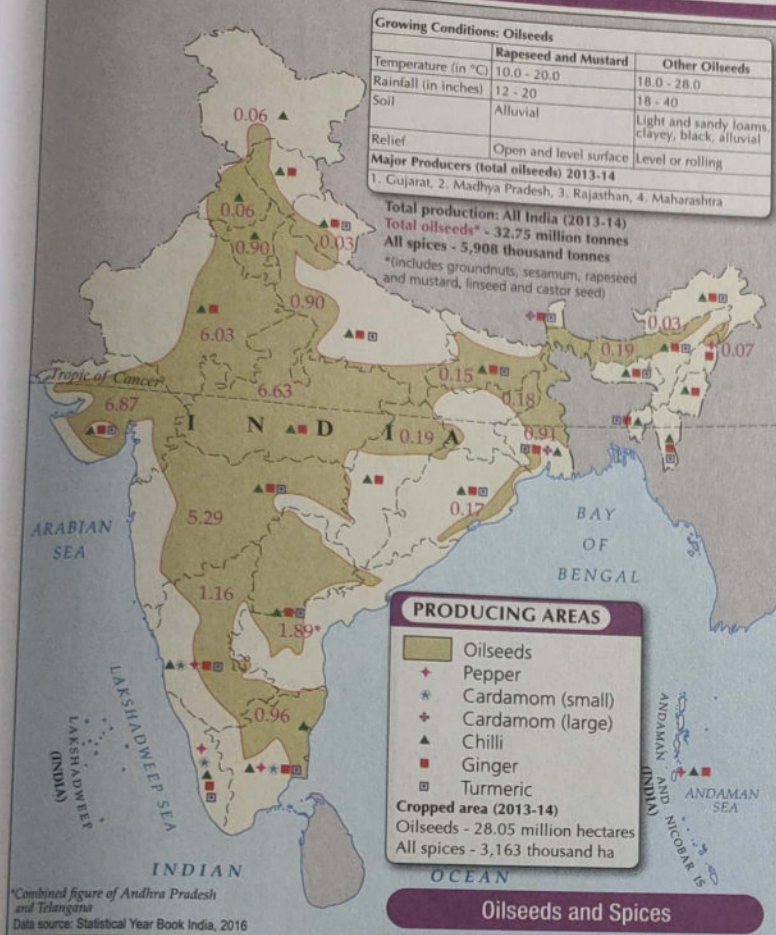 Growing Conditions: Oilseeds
Rapeseed and Mustard Other Oilseeds
Temperature (in °C) 10.0 - 20.0 18.0 - 28.0
Rainfall (in inches) 12 - 20 18 - 40
Soil Alluvial Light and sandy loams,
clayey, black, alluvial
Relief Open and level surface Level or rolling
Major Producers (total oilseeds) 2013-14
1. Gujarat, 2. Madhya Pradesh, 3. Rajasthan, 4. Maharashtra
Total production: All India (2013-14)
Total oilseeds* - 32.75 million tonnes
All spices - 5,908 thousand tonnes
*(includes groundnuts, sesamum, rapeseed
and mustard, linseed and castor seed)
0.06
0.06
0.90
0.03
0.90
6.03
0.03
0.19
0.07
0.15
0.18
Tropic of Cancer
6.63
6.87
I N D I A
0.19
0.91
0.17
5.29
ARABIAN
SEA
BAY
OF
BENGAL
1.16
1.89*
0.96
PRODUCING AREAS
Oilseeds
Pepper
Cardamom (small)
Cardamom (large)
Chilli
Ginger
Turmeric
Cropped area (2013-14)
Oilseeds - 28.05 million hectares
All spices - 3,163 thousand ha
LAKSHADWEEP SEA
LAKSHADWEEP
(INDIA)
ANDAMAN AND NICOBAR IS
(INDIA)
ANDAMAN
SEA
INDIAN
OCEAN
*Combined figure of Andhra Pradesh
and Telangana
Data source: Statistical Year Book India, 2016
Oilseeds and Spices